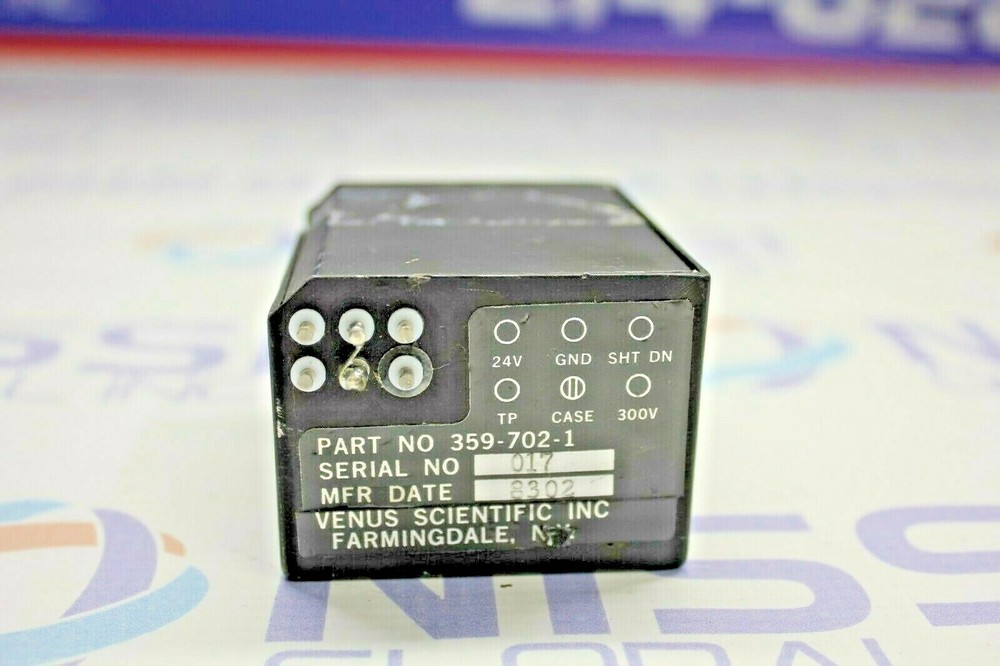 24V GND SHT DN
TP CASE 300V
PART NO 359-702-1
SERIAL NO 017
MFR DATE 8302
VENUS SCIENTIFIC INC
FARMINGDALE,
NISS